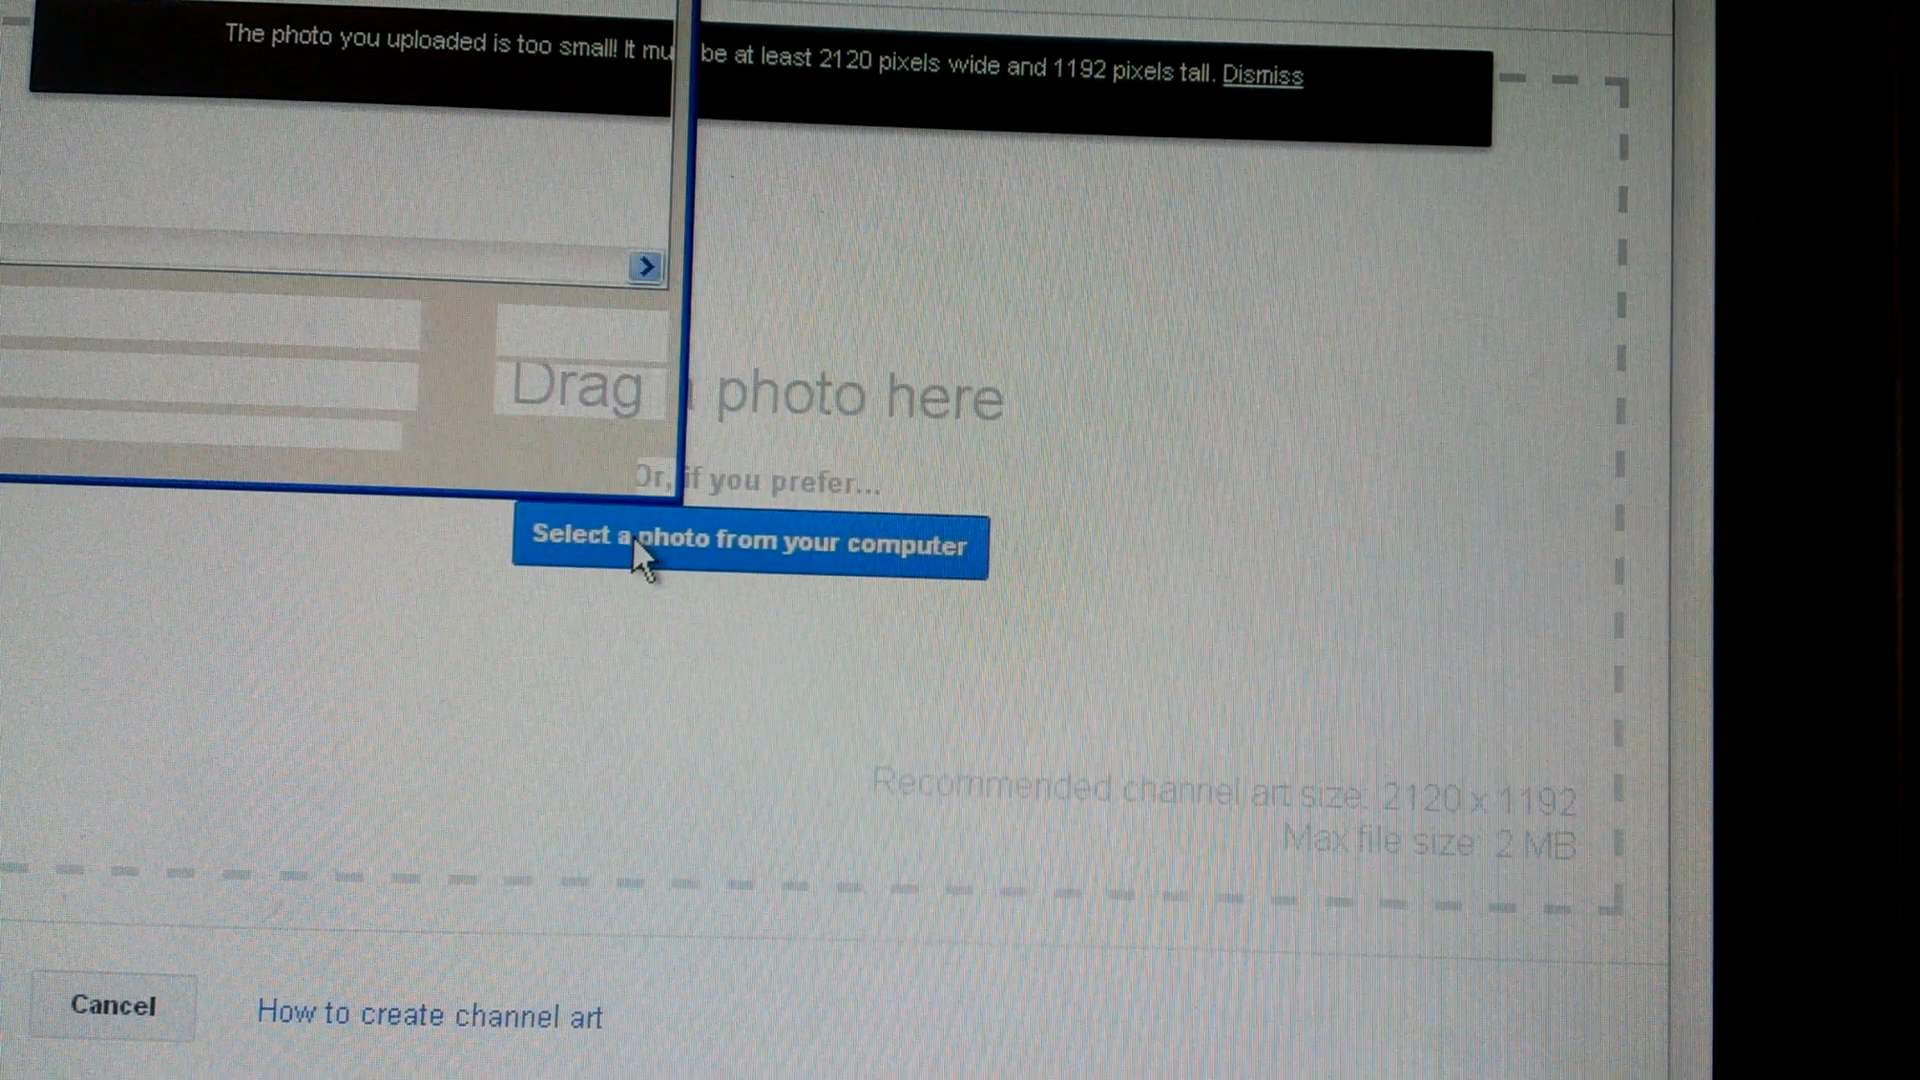 The photo you uploaded is too small! It mu be at least 2120 pixels wide and 1192 pixels tall. Dismiss
Drag photo here
Or, if you prefer...
Select a photo from your computer
Recommended channel art size: 2120 x 1192
Max file size: 2 MB
Cancel
How to create channel art